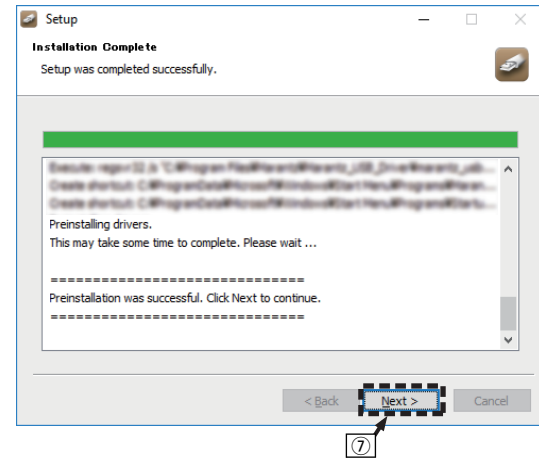 Setup
Installation Complete
Setup was completed successfully.
Preinstalling drivers.
This may take some time to complete. Please wait ...
==============================
Preinstallation was successful. Click Next to continue.
==============================
< Back
Next >
Cancel
⑦